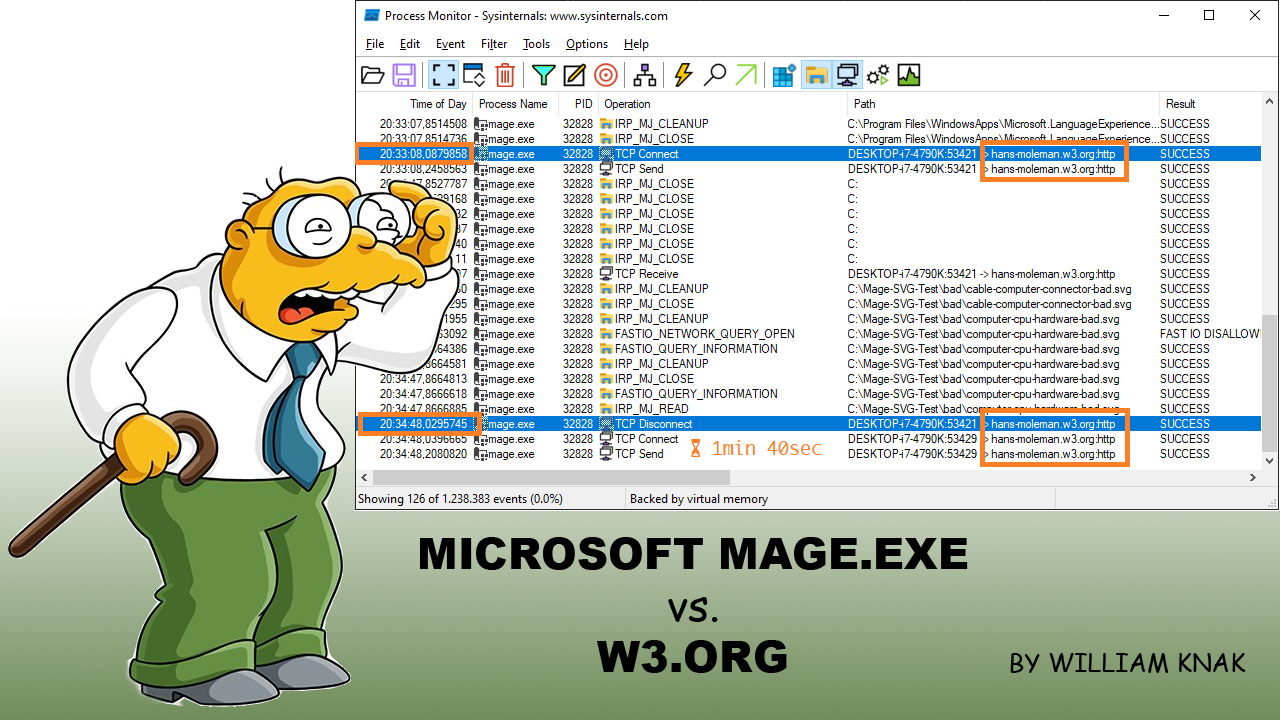 Process Monitor - Sysinternals: www.sysinternals.com
File Edit Event Filter Tools Options Help
Time of Day Process Name PID Operation Path Result
20:33:07,8514508 mage.exe 32828 IRP_MJ_CLEANUP C:\Program Files\WindowsApps\Microsoft.LanguageExperience... SUCCESS
20:33:07,8514736 mage.exe 32828 IRP_MJ_CLOSE C:\Program Files\WindowsApps\Microsoft.LanguageExperience... SUCCESS
20:33:08,0879858 mage.exe 32828 TCP Connect DESKTOP-i7-4790K:53421 -> hans-moleman.w3.org:http SUCCESS
20:33:08,2458563 mage.exe 32828 TCP Send DESKTOP-i7-4790K:53421 -> hans-moleman.w3.org:http SUCCESS
47,8527787 mage.exe 32828 IRP_MJ_CLOSE C: SUCCESS
9168 mage.exe 32828 IRP_MJ_CLOSE C: SUCCESS
32 mage.exe 32828 IRP_MJ_CLOSE C: SUCCESS
37 mage.exe 32828 IRP_MJ_CLOSE C: SUCCESS
40 mage.exe 32828 IRP_MJ_CLOSE C: SUCCESS
11 mage.exe 32828 IRP_MJ_CLOSE C: SUCCESS
07 mage.exe 32828 TCP Receive DESKTOP-i7-4790K:53421 -> hans-moleman.w3.org:http SUCCESS
00 mage.exe 32828 IRP_MJ_CLEANUP C:\Mage-SVG-Test\bad\cable-computer-connector-bad.svg SUCCESS
295 mage.exe 32828 IRP_MJ_CLOSE C:\Mage-SVG-Test\bad\cable-computer-connector-bad.svg SUCCESS
1955 mage.exe 32828 IRP_MJ_CLEANUP C:\Mage-SVG-Test\bad\computer-cpu-hardware-bad.svg SUCCESS
63092 mage.exe 32828 FASTIO_NETWORK_QUERY_OPEN C:\Mage-SVG-Test\bad\computer-cpu-hardware-bad.svg FAST IO DISALLOW
8664386 mage.exe 32828 FASTIO_QUERY_INFORMATION C:\Mage-SVG-Test\bad\computer-cpu-hardware-bad.svg SUCCESS
20:34:47,8664581 mage.exe 32828 IRP_MJ_CLEANUP C:\Mage-SVG-Test\bad\computer-cpu-hardware-bad.svg SUCCESS
20:34:47,8664813 mage.exe 32828 IRP_MJ_CLOSE C:\Mage-SVG-Test\bad\computer-cpu-hardware-bad.svg SUCCESS
20:34:47,8666618 mage.exe 32828 FASTIO_QUERY_INFORMATION C:\Mage-SVG-Test\bad\computer-cpu-hardware-bad.svg SUCCESS
20:34:47,8666885 mage.exe 32828 IRP_MJ_READ C:\Mage-SVG-Test\bad\computer-cpu-hardware-bad.svg SUCCESS
20:34:48,0295745 mage.exe 32828 TCP Disconnect DESKTOP-i7-4790K:53421 -> hans-moleman.w3.org:http SUCCESS
20:34:48,0396665 mage.exe 32828 TCP Connect DESKTOP-i7-4790K:53429 -> hans-moleman.w3.org:http SUCCESS
20:34:48,2080820 mage.exe 32828 TCP Send DESKTOP-i7-4790K:53429 -> hans-moleman.w3.org:http SUCCESS
1min 40sec
Showing 126 of 1.238.383 events (0.0%) Backed by virtual memory
MICROSOFT MAGE.EXE
VS.
W3.ORG
BY WILLIAM KNAK